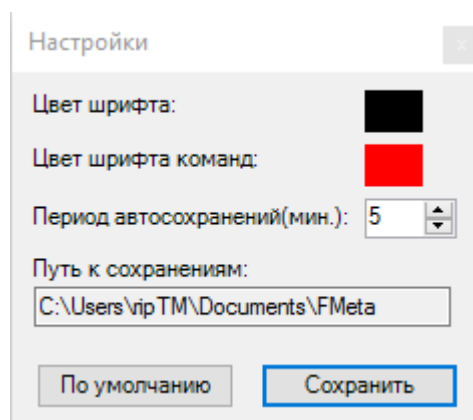 Настройки
x
Цвет шрифта:
Цвет шрифта команд:
Период автосохранений(мин.): 5
Путь к сохранениям:
C:\Users\ripTM\Documents\FMeta
По умолчанию Сохранить